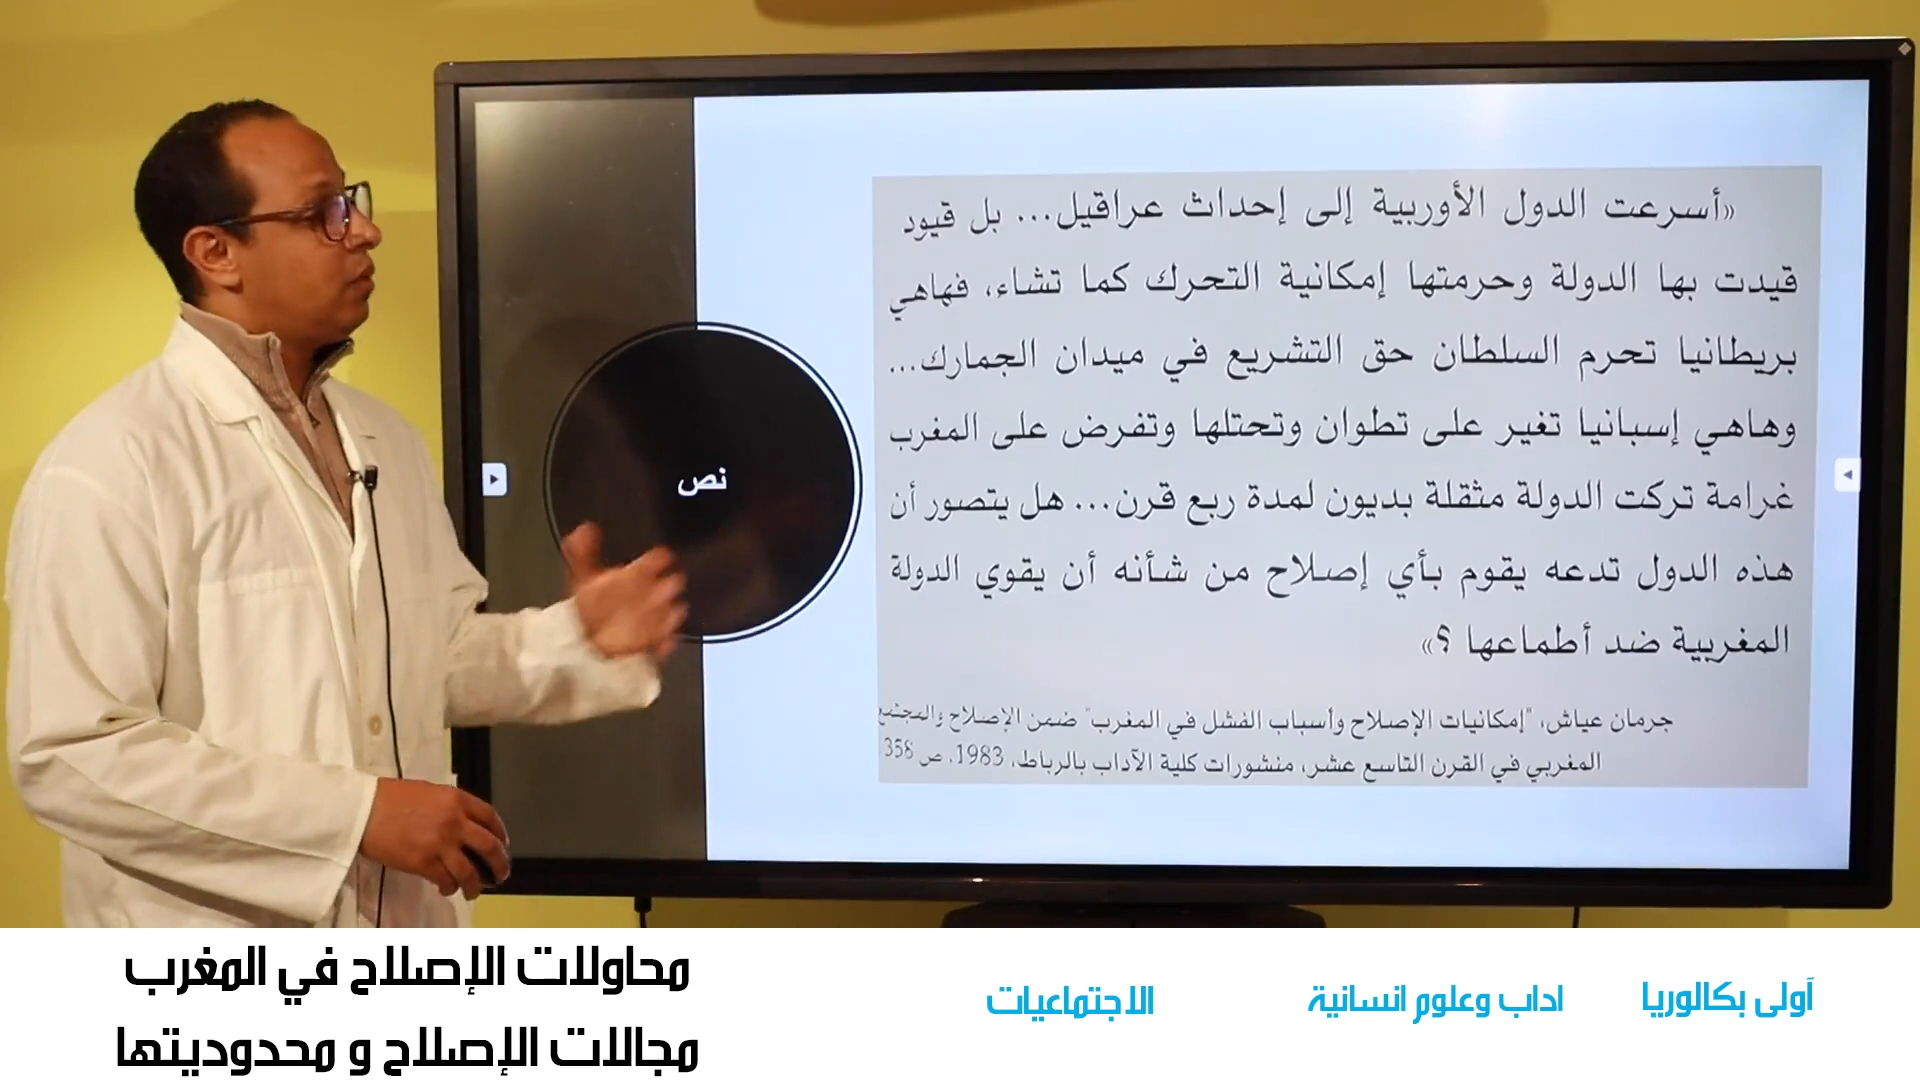 «أسرعت الدول الأوربية إلى إحداث عراقيل... بل قيود
قيدت بها الدولة وحرمتها إمكانية التحرك كما تشاء، فهاهي
بريطانيا تحرم السلطان حق التشريع في ميدان الجمارك...
وهاهي إسبانيا تغير على تطوان وتحتلها وتفرض على المغرب
غرامة تركت الدولة مثقلة بديون لمدة ربع قرن... هل يتصور أن
هذه الدول تدعه يقوم بأي إصلاح من شأنه أن يقوي الدولة
المغربية ضد أطماعها ؟»
جرمان عياش، "إمكانيات الإصلاح وأسباب الفشل في المغرب" ضمن الإصلاح والمجتمع
المغربي في القرن التاسع عشر، منشورات كلية الآداب بالرباط، 1983. ص 358
نص
أولى بكالوريا
اداب وعلوم انسانية
الاجتماعيات
محاولات الإصلاح في المغرب
مجالات الإصلاح و محدوديتها